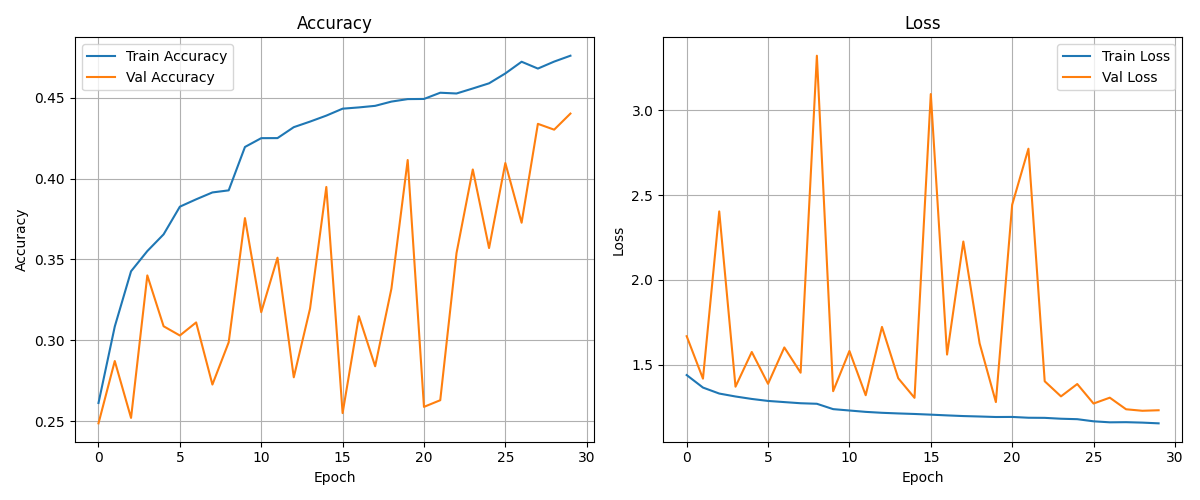 Accuracy
Train Accuracy
Val Accuracy
Accuracy
0.45
0.40
0.35
0.30
0.25
0 5 10 15 20 25 30
Epoch
Loss
Train Loss
Val Loss
Loss
3.0
2.5
2.0
1.5
0 5 10 15 20 25 30
Epoch